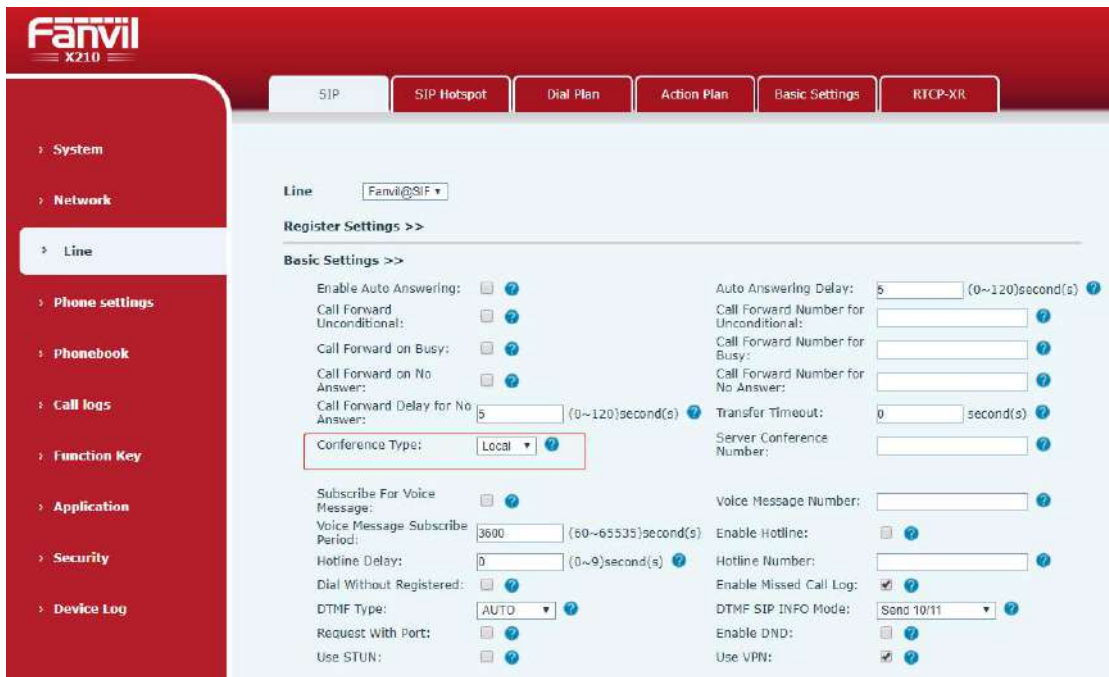 Fanvil
X210
SIP
SIP Hotspot
Dial Plan
Action Plan
Basic Settings
RTCP-XR
System
Network
Line
Phone settings
Phonebook
Call logs
Function Key
Application
Security
Device Log
Line Fanvil@SIF
Register Settings >>
Basic Settings >>
Enable Auto Answering:
Auto Answering Delay: 5 (0~120)second(s)
Call Forward
Unconditional:
Call Forward Number for
Unconditional:
Call Forward on Busy:
Call Forward Number for
Busy:
Call Forward on No
Answer:
Call Forward Number for
No Answer:
Call Forward Delay for No
Answer: 5 (0~120)second(s)
Transfer Timeout: 0 second(s)
Conference Type: Local
Server Conference
Number:
Subscribe For Voice
Message:
Voice Message Number:
Voice Message Subscribe
Period: 3600 (60~65535)second(s)
Enable Hotline:
Hotline Delay: 0 (0~9)second(s)
Hotline Number:
Dial Without Registered:
Enable Missed Call Log:
DTMF Type: AUTO
DTMF SIP INFO Mode: Send 10/11
Request With Port:
Enable DND:
Use STUN:
Use VPN: